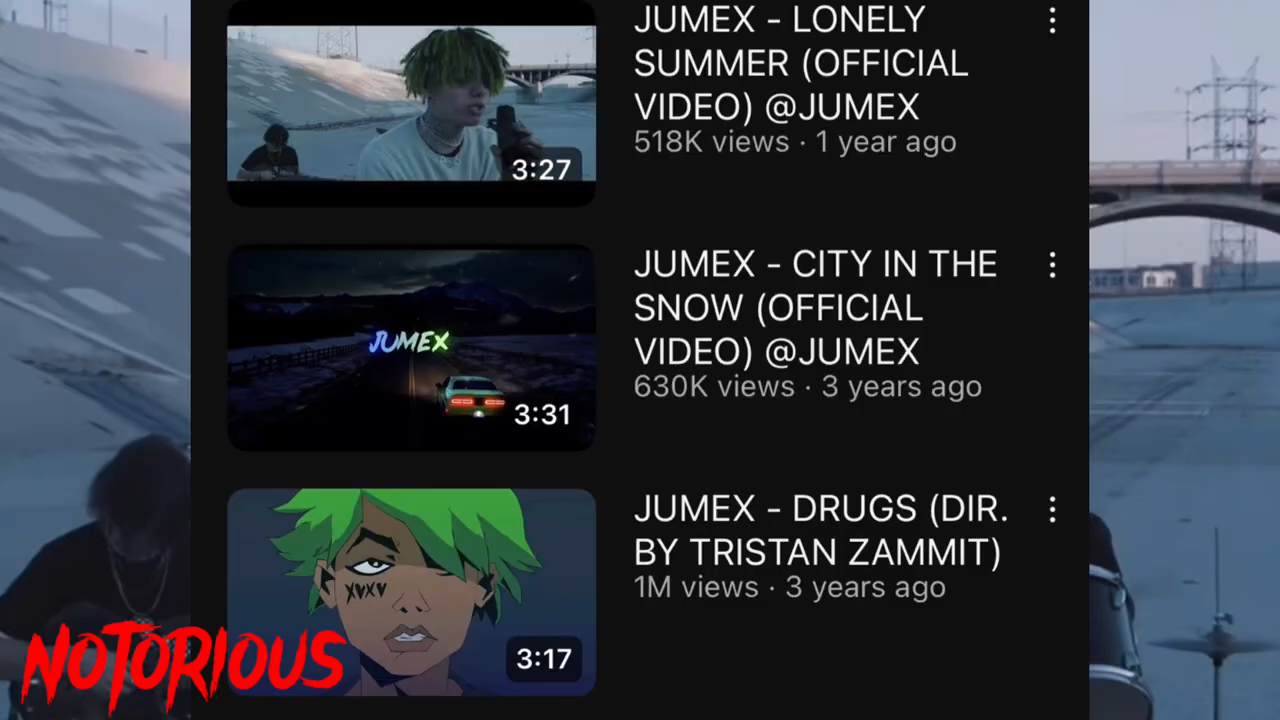 JUMEX - LONELY
SUMMER (OFFICIAL
VIDEO) @JUMEX
518K views · 1 year ago
3:27
JUMEX - CITY IN THE
SNOW (OFFICIAL
VIDEO) @JUMEX
630K views · 3 years ago
JUMEX
3:31
JUMEX - DRUGS (DIR.
BY TRISTAN ZAMMIT)
1M views · 3 years ago
XVXV
3:17
NOTORIOUS